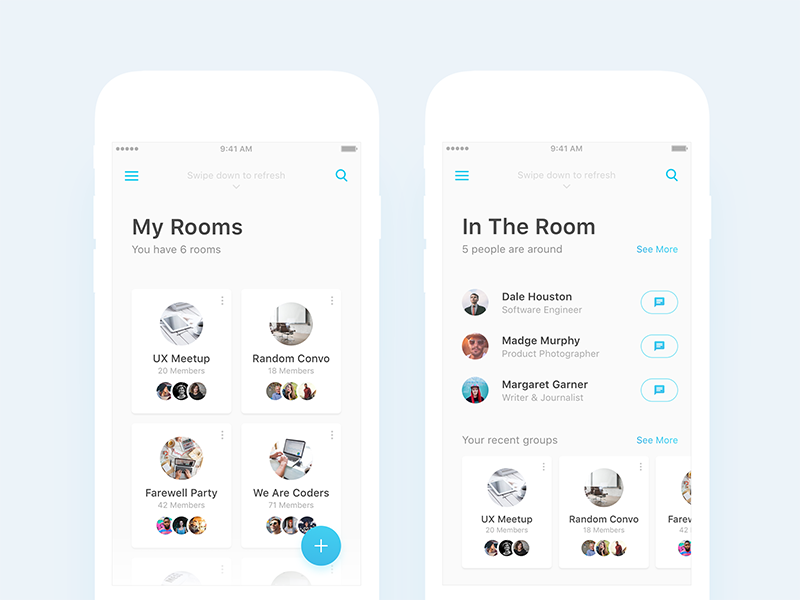 9:41 AM
Swipe down to refresh
My Rooms
You have 6 rooms
UX Meetup
20 Members
Random Convo
18 Members
Farewell Party
42 Members
We Are Coders
71 Members
9:41 AM
Swipe down to refresh
In The Room
5 people are around
See More
Dale Houston
Software Engineer
Madge Murphy
Product Photographer
Margaret Garner
Writer & Journalist
Your recent groups
See More
UX Meetup
20 Members
Random Convo
18 Members
Farew
42